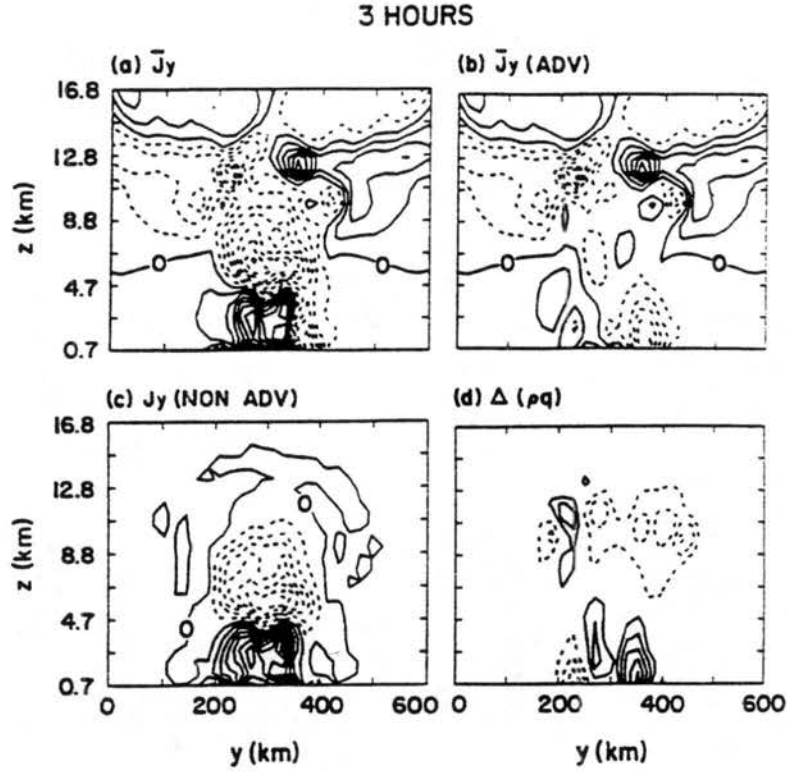 3 HOURS
(a) J̄y
(b) J̄y (ADV)
16.8
12.8
8.8
4.7
0.7
z (km)
0
0
0
0
(c) Jy (NON ADV)
(d) Δ (ρq)
16.8
12.8
8.8
4.7
0.7
z (km)
0
0
0 200 400 600
0 200 400 600
y (km)
y (km)